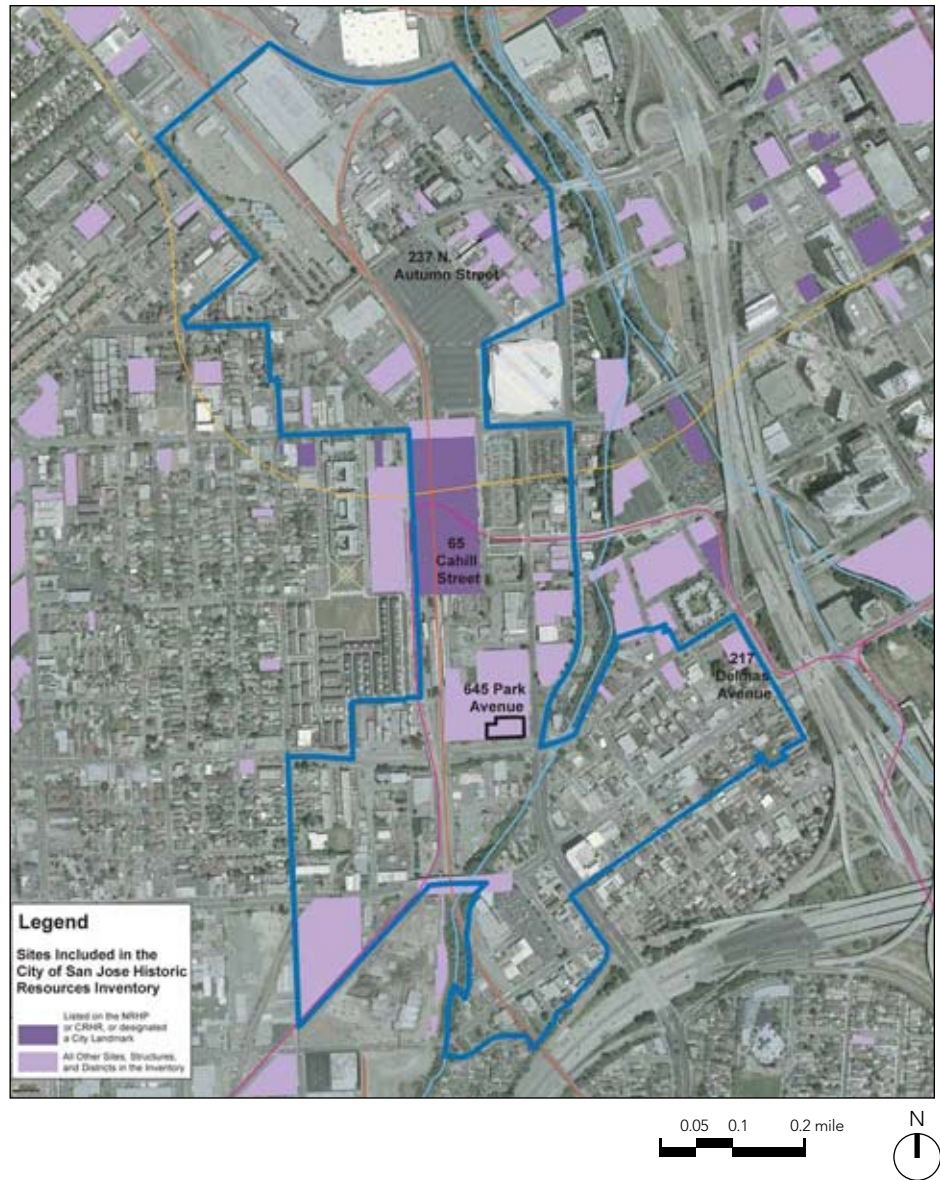 237 N.
Autumn Street
65
Cahill
Street
645 Park
Avenue
217
Delmas
Avenue
Legend
Sites Included in the
City of San Jose Historic
Resources Inventory
Listed on the NRHP
or CRHR, or designated
a City Landmark
All Other Sites, Structures,
and Districts in the Inventory
0.05 0.1 0.2 mile
N